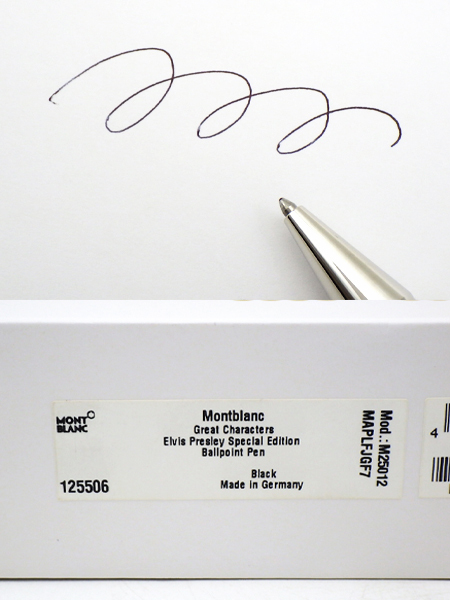 MONT
BLANC
Montblanc
Great Characters
Elvis Presley Special Edition
Ballpoint Pen
Black
Made in Germany
125506
Mod.: M25012
MAPLFJGF7
4